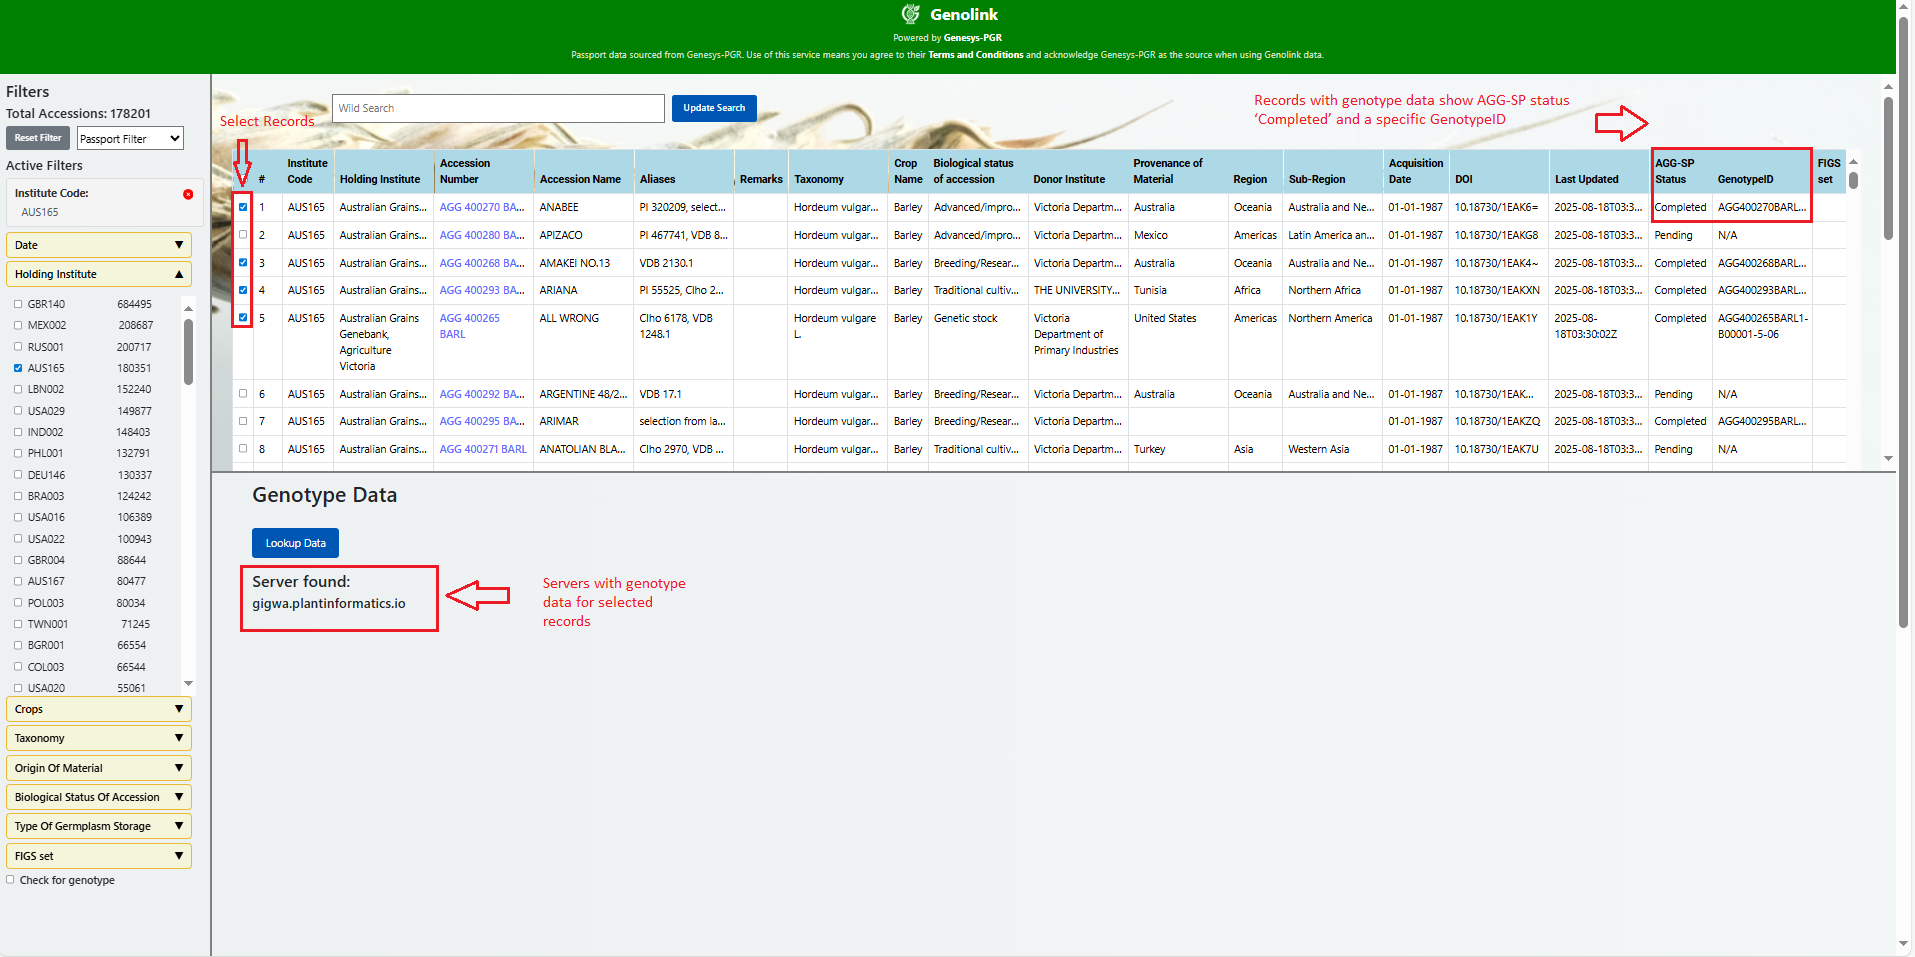 Genolink
Powered by Genesys-PGR
Passport data sourced from Genesys-PGR. Use of this service means you agree to their Terms and Conditions and acknowledge Genesys-PGR as the source when using Genolink data.
Filters
Total Accessions: 178201
Reset Filter Passport Filter
Active Filters
Institute Code:
AUS165
Date
Holding Institute
GBR140 684495
MEX002 208687
RUS001 200717
AUS165 180351
LBN002 152240
USA029 149877
IND002 148403
PHL001 132791
DEU146 130337
BRA003 124242
USA016 106389
USA022 100943
GBR004 88644
AUS167 80477
POL003 80034
TWN001 71245
BGR001 66554
COL003 66544
USA020 55061
Crops
Taxonomy
Origin Of Material
Biological Status Of Accession
Type Of Germplasm Storage
FIGS set
Check for genotype
Select Records
Wild Search
Update Search
Records with genotype data show AGG-SP status
‘Completed’ and a specific GenotypeID
# Institute Code Holding Institute Accession Number Accession Name Aliases Remarks Taxonomy Crop Name Biological status of accession Donor Institute Provenance of Material Region Sub-Region Acquisition Date DOI Last Updated AGG-SP Status GenotypeID FIGS set
1 AUS165 Australian Grains... AGG 400270 BA... ANABEE PI 320209, select... Hordeum vulgar... Barley Advanced/impro... Victoria Departm... Australia Oceania Australia and Ne... 01-01-1987 10.18730/1EAK6= 2025-08-18T03:3... Completed AGG400270BARL...
2 AUS165 Australian Grains... AGG 400280 BA... APIZACO PI 467741, VDB 8... Hordeum vulgar... Barley Advanced/impro... Victoria Departm... Mexico Americas Latin America an... 01-01-1987 10.18730/1EAKG8 2025-08-18T03:3... Pending N/A
3 AUS165 Australian Grains... AGG 400268 BA... AMAKEI NO.13 VDB 2130.1 Hordeum vulgar... Barley Breeding/Resear... Victoria Departm... Australia Oceania Australia and Ne... 01-01-1987 10.18730/1EAK4~ 2025-08-18T03:3... Completed AGG400268BARL...
4 AUS165 Australian Grains... AGG 400293 BA... ARIANA PI 55525, CIho 2... Hordeum vulgar... Barley Traditional cultiv... THE UNIVERSITY... Tunisia Africa Northern Africa 01-01-1987 10.18730/1EAKXN 2025-08-18T03:3... Completed AGG400293BARL...
5 AUS165 Australian Grains Genebank, Agriculture Victoria AGG 400265 BARL ALL WRONG CIho 6178, VDB 1248.1 Hordeum vulgare L. Barley Genetic stock Victoria Department of Primary Industries United States Americas Northern America 01-01-1987 10.18730/1EAK1Y 2025-08-18T03:30:02Z Completed AGG400265BARL1-B00001-5-06
6 AUS165 Australian Grains... AGG 400292 BA... ARGENTINE 48/2... VDB 17.1 Hordeum vulgar... Barley Breeding/Resear... Victoria Departm... Australia Oceania Australia and Ne... 01-01-1987 10.18730/1EAK... 2025-08-18T03:3... Pending N/A
7 AUS165 Australian Grains... AGG 400295 BA... ARIMAR selection from la... Hordeum vulgar... Barley Breeding/Resear... Victoria Departm... 01-01-1987 10.18730/1EAKZQ 2025-08-18T03:3... Completed AGG400295BARL...
8 AUS165 Australian Grains... AGG 400271 BARL ANATOLIAN BLA... CIho 2970, VDB ... Hordeum vulgar... Barley Traditional cultiv... Victoria Departm... Turkey Asia Western Asia 01-01-1987 10.18730/1EAK7U 2025-08-18T03:3... Pending N/A
Genotype Data
Lookup Data
Server found:
gigwa.plantinformatics.io
Servers with genotype
data for selected
records